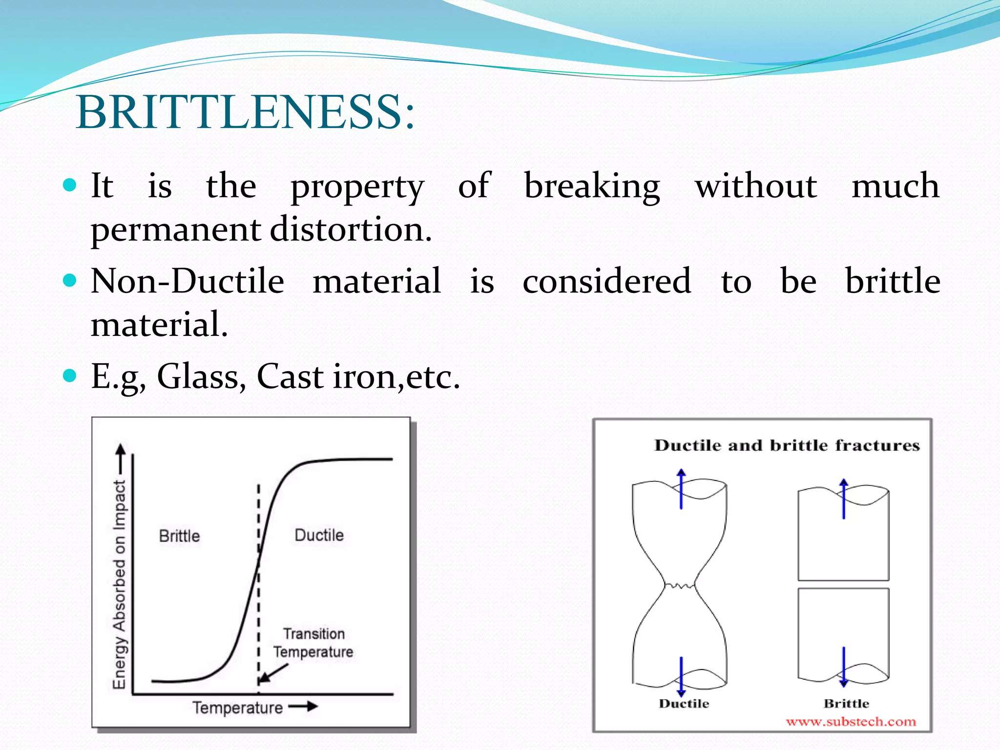 BRITTLENESS:
It is the property of breaking without much
permanent distortion.
Non-Ductile material is considered to be brittle
material.
E.g, Glass, Cast iron,etc.
Energy Absorbed on Impact
Brittle
Ductile
Transition
Temperature
Temperature
Ductile and brittle fractures
Ductile
Brittle
www.substech.com